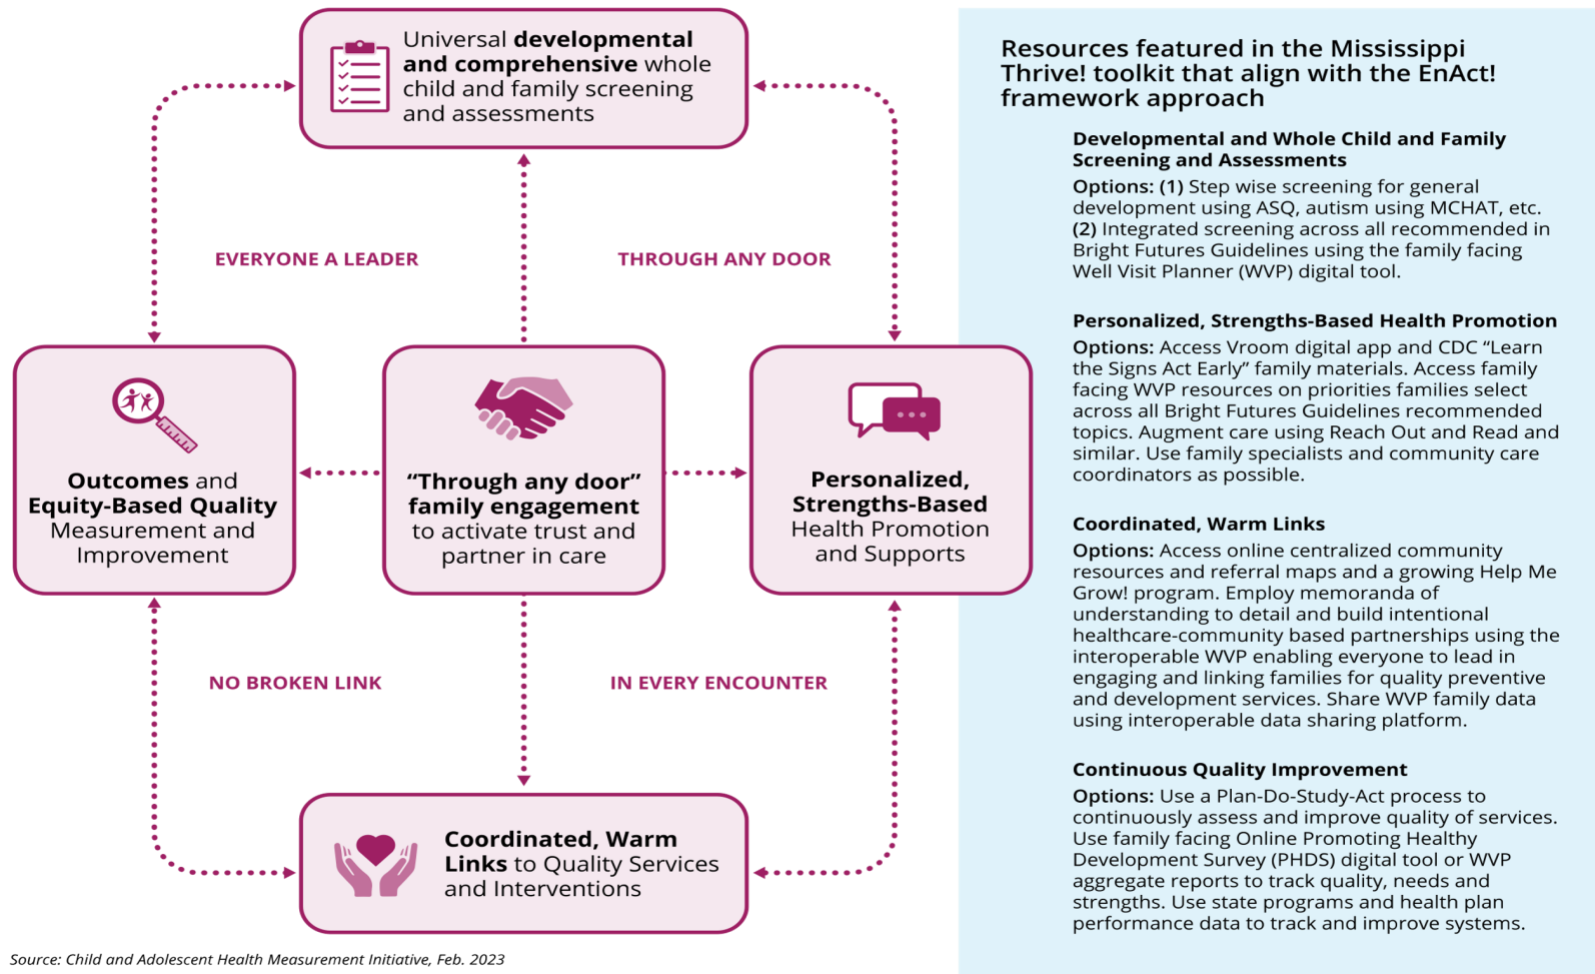 Universal developmental
and comprehensive whole
child and family screening
and assessments
EVERYONE A LEADER
THROUGH ANY DOOR
Outcomes and
Equity-Based Quality
Measurement and
Improvement
“Through any door”
family engagement
to activate trust and
partner in care
Personalized,
Strengths-Based
Health Promotion
and Supports
NO BROKEN LINK
IN EVERY ENCOUNTER
Coordinated, Warm
Links to Quality Services
and Interventions
Source: Child and Adolescent Health Measurement Initiative, Feb. 2023
Resources featured in the Mississippi
Thrive! toolkit that align with the EnAct!
framework approach
Developmental and Whole Child and Family
Screening and Assessments
Options: (1) Step wise screening for general
development using ASQ, autism using MCHAT, etc.
(2) Integrated screening across all recommended in
Bright Futures Guidelines using the family facing
Well Visit Planner (WVP) digital tool.
Personalized, Strengths-Based Health Promotion
Options: Access Vroom digital app and CDC “Learn
the Signs Act Early” family materials. Access family
facing WVP resources on priorities families select
across all Bright Futures Guidelines recommended
topics. Augment care using Reach Out and Read and
similar. Use family specialists and community care
coordinators as possible.
Coordinated, Warm Links
Options: Access online centralized community
resources and referral maps and a growing Help Me
Grow! program. Employ memoranda of
understanding to detail and build intentional
healthcare-community based partnerships using the
interoperable WVP enabling everyone to lead in
engaging and linking families for quality preventive
and development services. Share WVP family data
using interoperable data sharing platform.
Continuous Quality Improvement
Options: Use a Plan-Do-Study-Act process to
continuously assess and improve quality of services.
Use family facing Online Promoting Healthy
Development Survey (PHDS) digital tool or WVP
aggregate reports to track quality, needs and
strengths. Use state programs and health plan
performance data to track and improve systems.